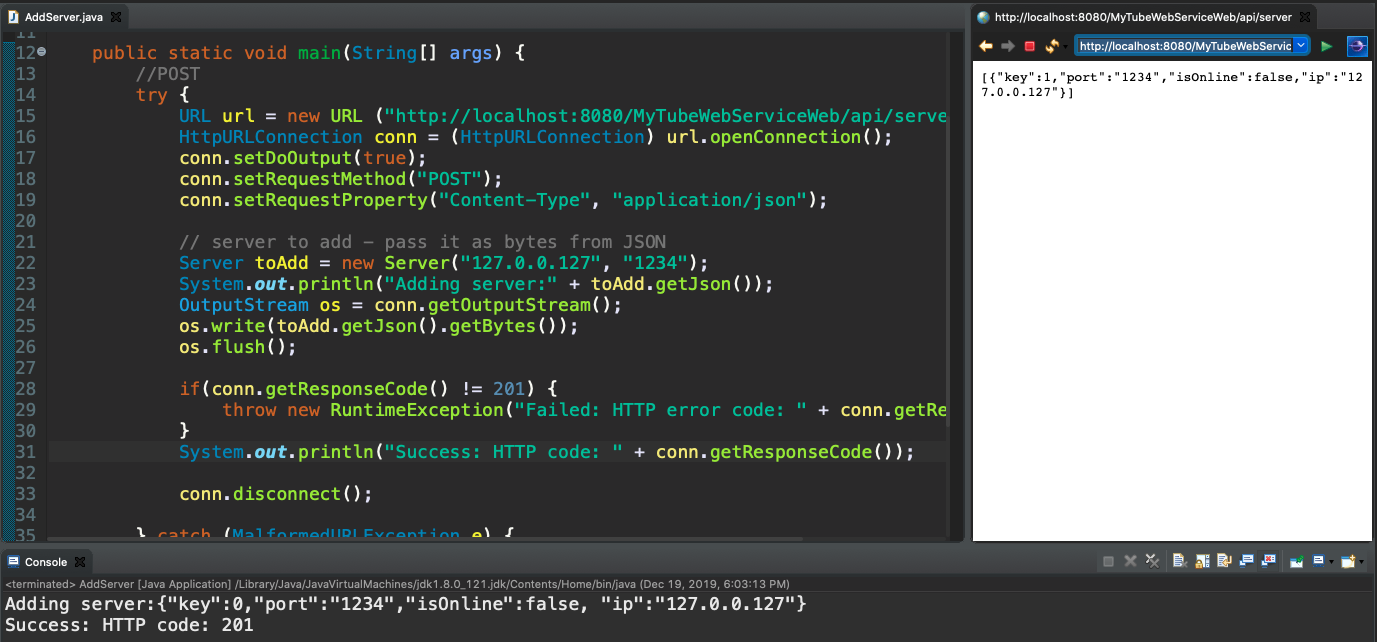 AddServer.java
11
12 public static void main(String[] args) {
13 //POST
14 try {
15 URL url = new URL ("http://localhost:8080/MyTubeWebServiceWeb/api/serve
16 HttpURLConnection conn = (HttpURLConnection) url.openConnection();
17 conn.setDoOutput(true);
18 conn.setRequestMethod("POST");
19 conn.setRequestProperty("Content-Type", "application/json");
20
21 // server to add - pass it as bytes from JSON
22 Server toAdd = new Server("127.0.0.127", "1234");
23 System.out.println("Adding server:" + toAdd.getJson());
24 OutputStream os = conn.getOutputStream();
25 os.write(toAdd.getJson().getBytes());
26 os.flush();
27
28 if(conn.getResponseCode() != 201) {
29 throw new RuntimeException("Failed: HTTP error code: " + conn.getRe
30 }
31 System.out.println("Success: HTTP code: " + conn.getResponseCode());
32
33 conn.disconnect();
34
35 } catch (MalformedURLException e) {
http://localhost:8080/MyTubeWebServiceWeb/api/server
http://localhost:8080/MyTubeWebServic
[{"key":1,"port":"1234","isOnline":false,"ip":"12
7.0.0.127"}]
Console
<terminated> AddServer [Java Application] /Library/Java/JavaVirtualMachines/jdk1.8.0_121.jdk/Contents/Home/bin/java (Dec 19, 2019, 6:03:13 PM)
Adding server:{"key":0,"port":"1234","isOnline":false, "ip":"127.0.0.127"}
Success: HTTP code: 201